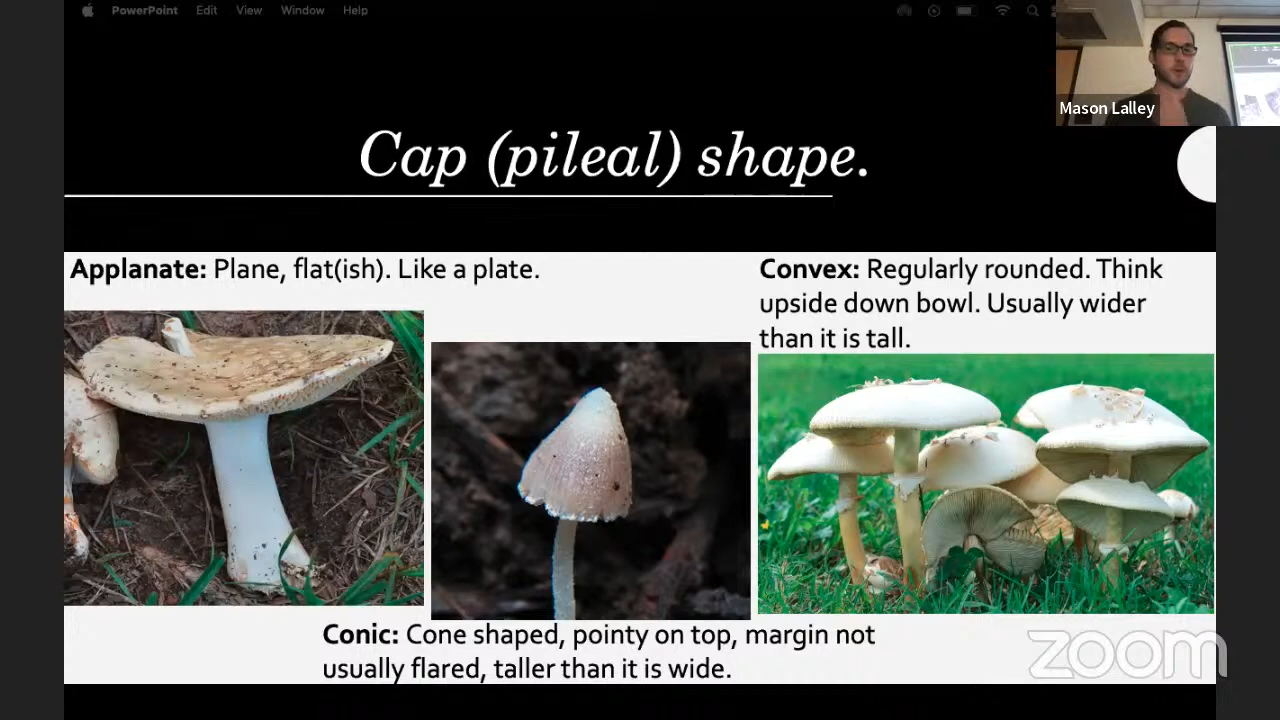 PowerPoint Edit View Window Help
Mason Lalley
Cap (pileal) shape.
Applanate: Plane, flat(ish). Like a plate.
Convex: Regularly rounded. Think
upside down bowl. Usually wider
than it is tall.
Conic: Cone shaped, pointy on top, margin not
usually flared, taller than it is wide.
zoom